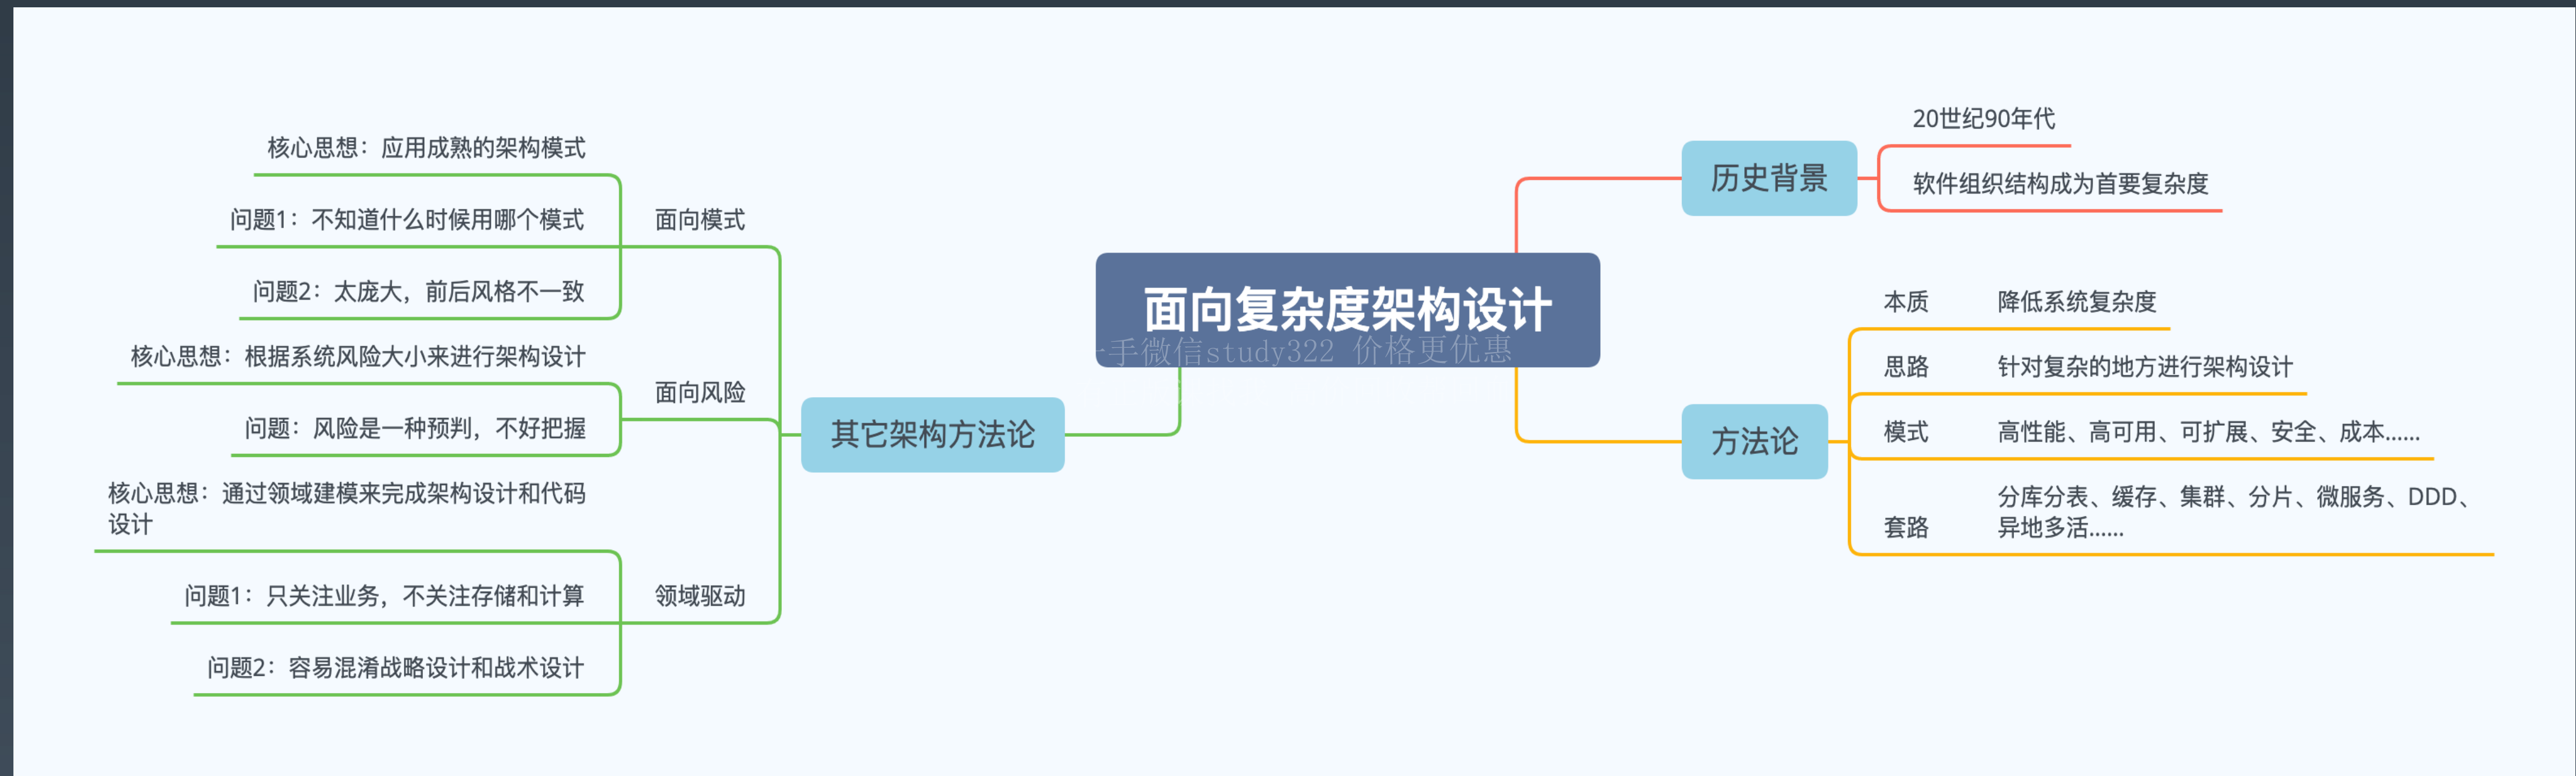 面向复杂度架构设计
手微信study322 价格更优惠
历史背景
20世纪90年代
软件组织结构成为首要复杂度
方法论
本质 降低系统复杂度
思路 针对复杂的地方进行架构设计
模式 高性能、高可用、可扩展、安全、成本......
套路 分库分表、缓存、集群、分片、微服务、DDD、
异地多活......
其它架构方法论
面向模式
核心思想：应用成熟的架构模式
问题1：不知道什么时候用哪个模式
问题2：太庞大，前后风格不一致
面向风险
核心思想：根据系统风险大小来进行架构设计
问题：风险是一种预判，不好把握
领域驱动
核心思想：通过领域建模来完成架构设计和代码
设计
问题1：只关注业务，不关注存储和计算
问题2：容易混淆战略设计和战术设计